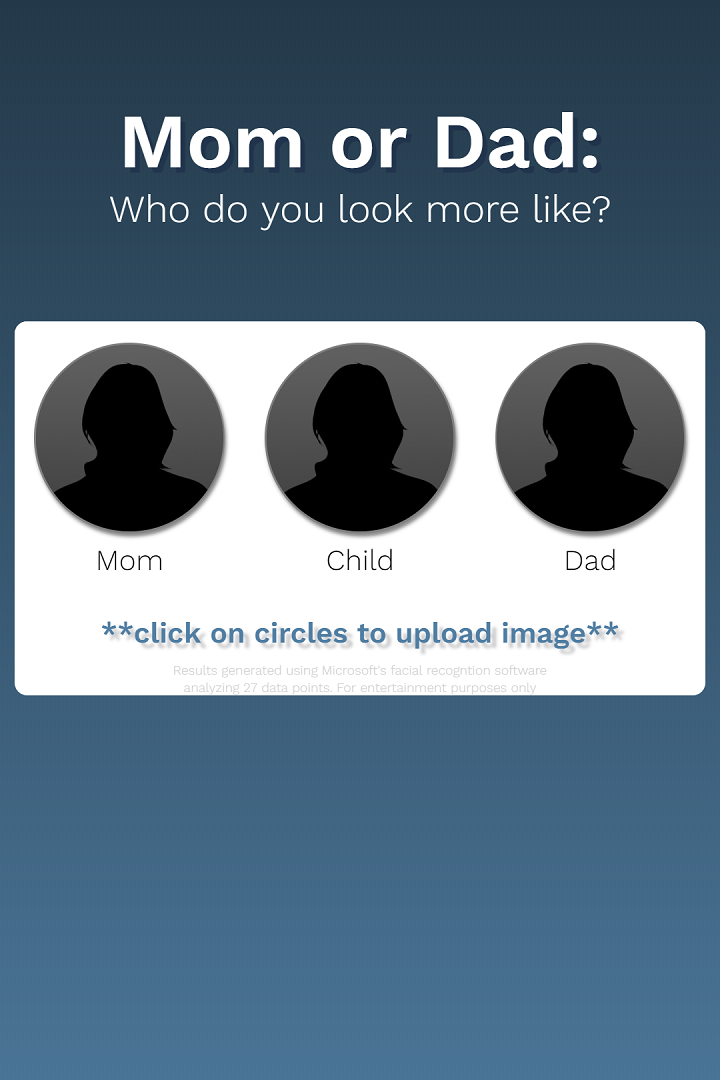 Mom or Dad:
Who do you look more like?
Mom
Child
Dad
**click on circles to upload image**
Results generated using Microsoft's facial recogntion software
analyzing 27 data points. For entertainment purposes only